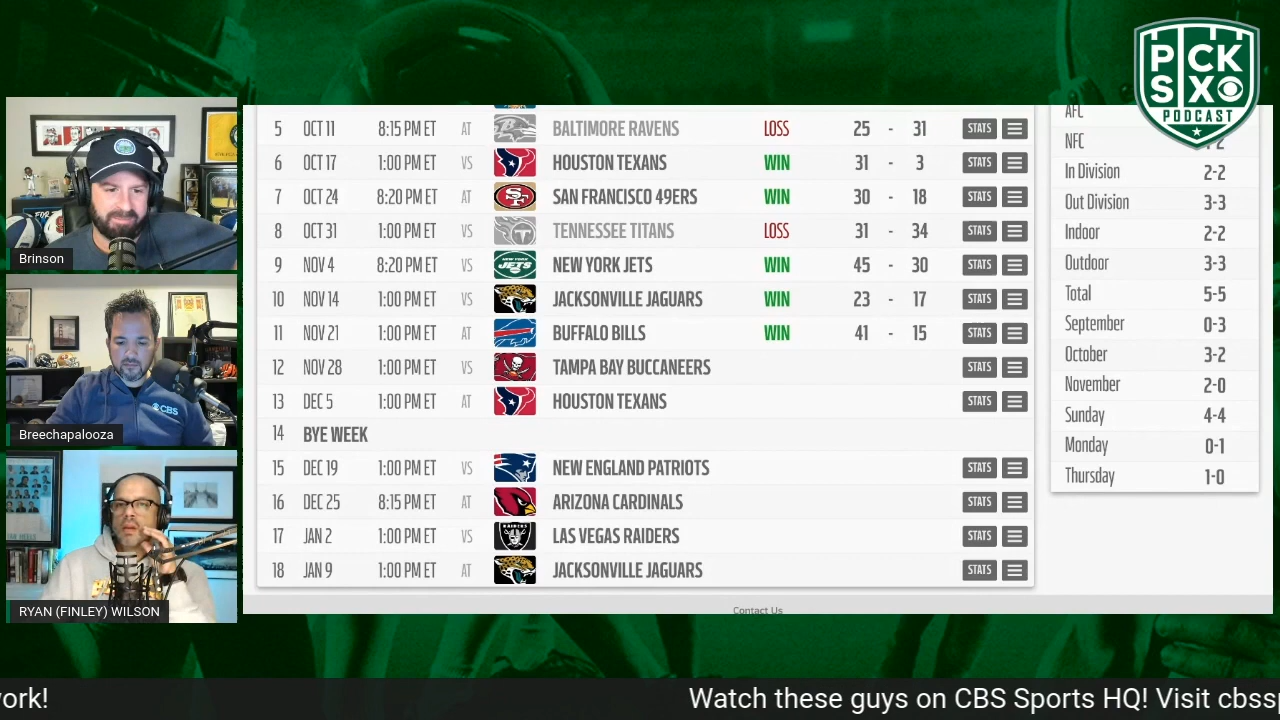 PICK
SIX
PODCAST
Brinson
Breechapalooza
CBS
RYAN (FINLEY) WILSON
5 OCT 11 8:15 PM ET AT BALTIMORE RAVENS LOSS 25 - 31 STATS
6 OCT 17 1:00 PM ET VS HOUSTON TEXANS WIN 31 - 3 STATS
7 OCT 24 8:20 PM ET AT SAN FRANCISCO 49ERS WIN 30 - 18 STATS
8 OCT 31 1:00 PM ET VS TENNESSEE TITANS LOSS 31 - 34 STATS
9 NOV 4 8:20 PM ET VS NEW YORK JETS WIN 45 - 30 STATS
10 NOV 14 1:00 PM ET VS JACKSONVILLE JAGUARS WIN 23 - 17 STATS
11 NOV 21 1:00 PM ET AT BUFFALO BILLS WIN 41 - 15 STATS
12 NOV 28 1:00 PM ET VS TAMPA BAY BUCCANEERS STATS
13 DEC 5 1:00 PM ET AT HOUSTON TEXANS STATS
14 BYE WEEK
15 DEC 19 1:00 PM ET VS NEW ENGLAND PATRIOTS STATS
16 DEC 25 8:15 PM ET AT ARIZONA CARDINALS STATS
17 JAN 2 1:00 PM ET VS LAS VEGAS RAIDERS STATS
18 JAN 9 1:00 PM ET AT JACKSONVILLE JAGUARS STATS
AFC
NFC
In Division 2-2
Out Division 3-3
Indoor 2-2
Outdoor 3-3
Total 5-5
September 0-3
October 3-2
November 2-0
Sunday 4-4
Monday 0-1
Thursday 1-0
Contact Us
vork! Watch these guys on CBS Sports HQ! Visit cbssp